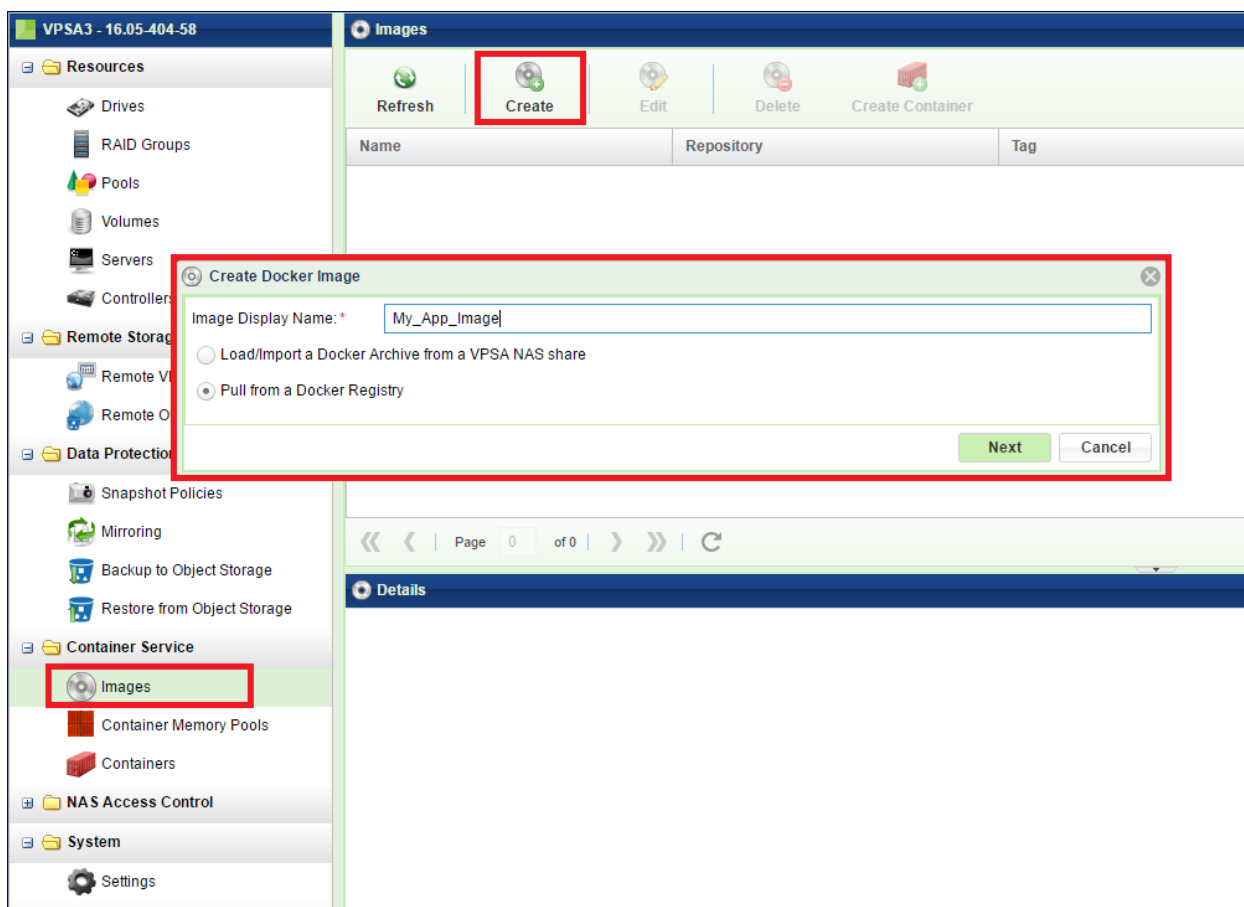 VPSA3 - 16.05-404-58
Resources
Drives
RAID Groups
Pools
Volumes
Servers
Controllers
Remote Storag
Remote V
Remote O
Data Protection
Snapshot Policies
Mirroring
Backup to Object Storage
Restore from Object Storage
Container Service
Images
Container Memory Pools
Containers
NAS Access Control
System
Settings
Images
Refresh Create Edit Delete Create Container
Name Repository Tag
Create Docker Image
Image Display Name: * My_App_Image
Load/Import a Docker Archive from a VPSA NAS share
Pull from a Docker Registry
Next Cancel
Page 0 of 0
Details